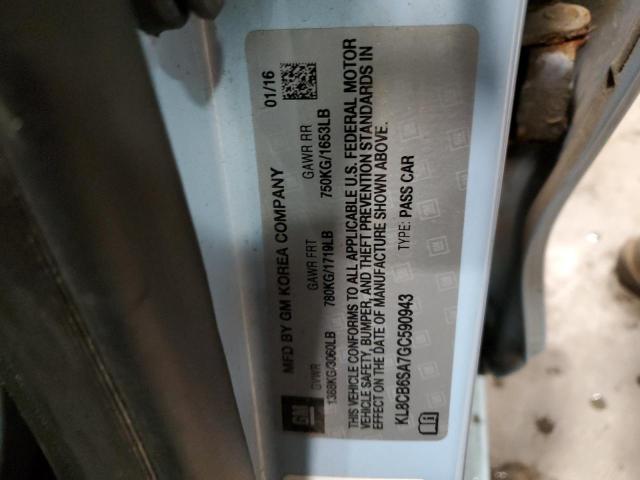 GM
MFD BY GM KOREA COMPANY
01/16
GVWR GAWR FRT GAWR RR
1388KG/3060LB 780KG/1719LB 750KG/1653LB
THIS VEHICLE CONFORMS TO ALL APPLICABLE U.S. FEDERAL MOTOR
VEHICLE SAFETY, BUMPER, AND THEFT PREVENTION STANDARDS IN
EFFECT ON THE DATE OF MANUFACTURE SHOWN ABOVE.
KL8CB6SA7GC590943 TYPE: PASS CAR